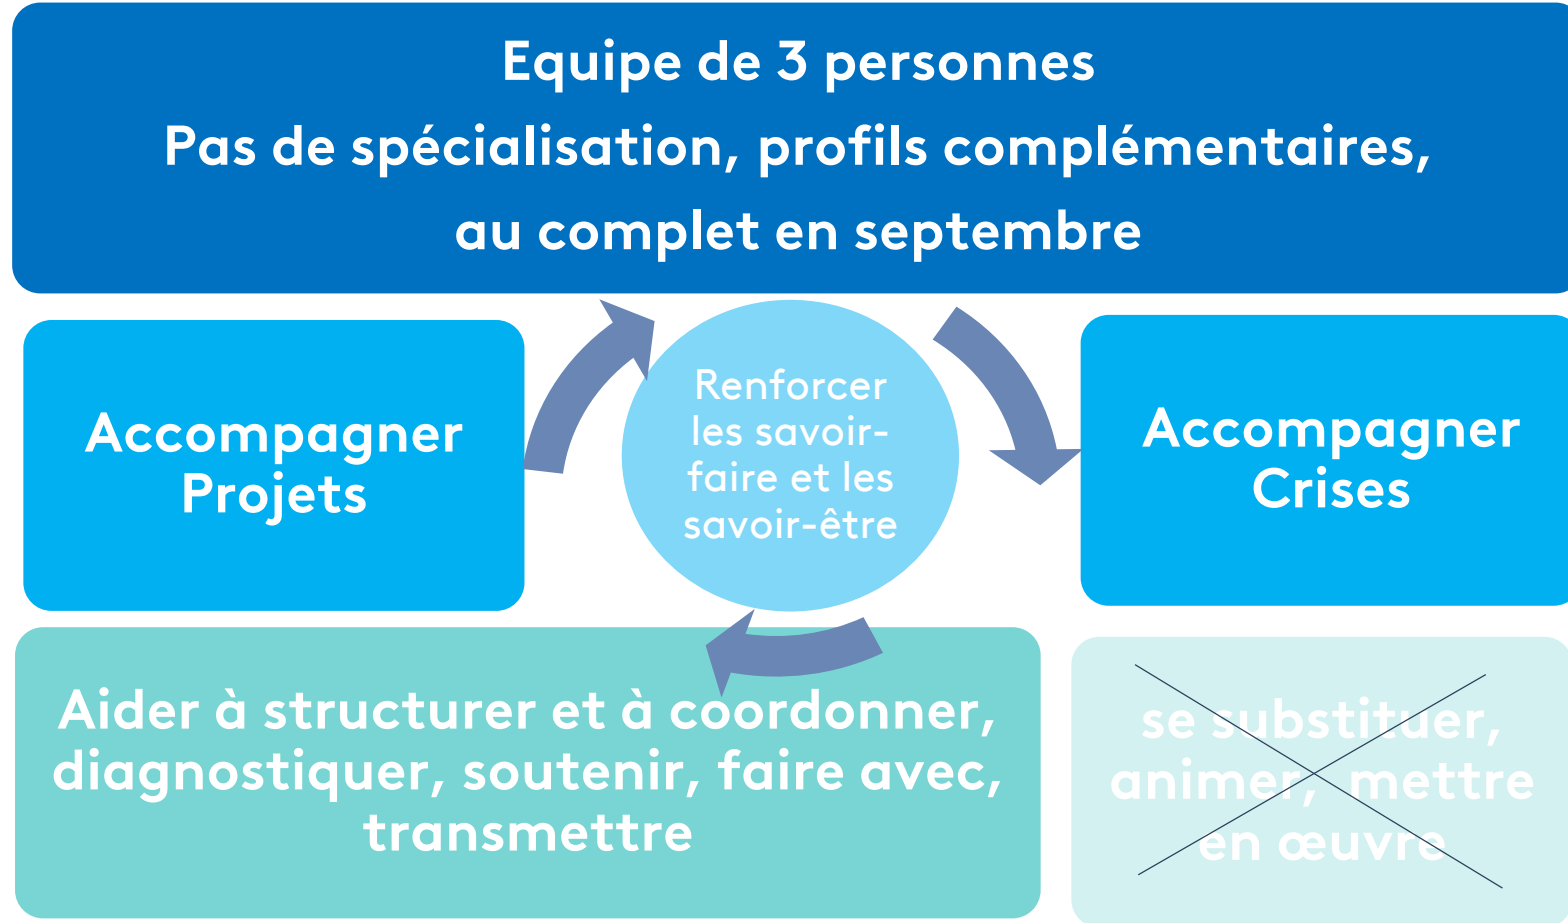 Equipe de 3 personnes
Pas de spécialisation, profils complémentaires,
au complet en septembre
Accompagner
Projets
Renforcer
les savoir-
faire et les
savoir-être
Accompagner
Crises
Aider à structurer et à coordonner,
diagnostiquer, soutenir, faire avec,
transmettre
se substituer,
animer, mettre
en œuvre